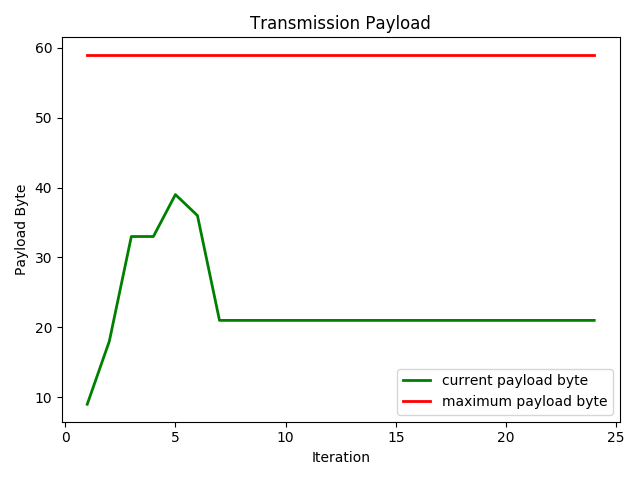 Transmission Payload
60
50
40
30
20
10
Payload Byte
0
5
10
15
20
25
Iteration
current payload byte
maximum payload byte